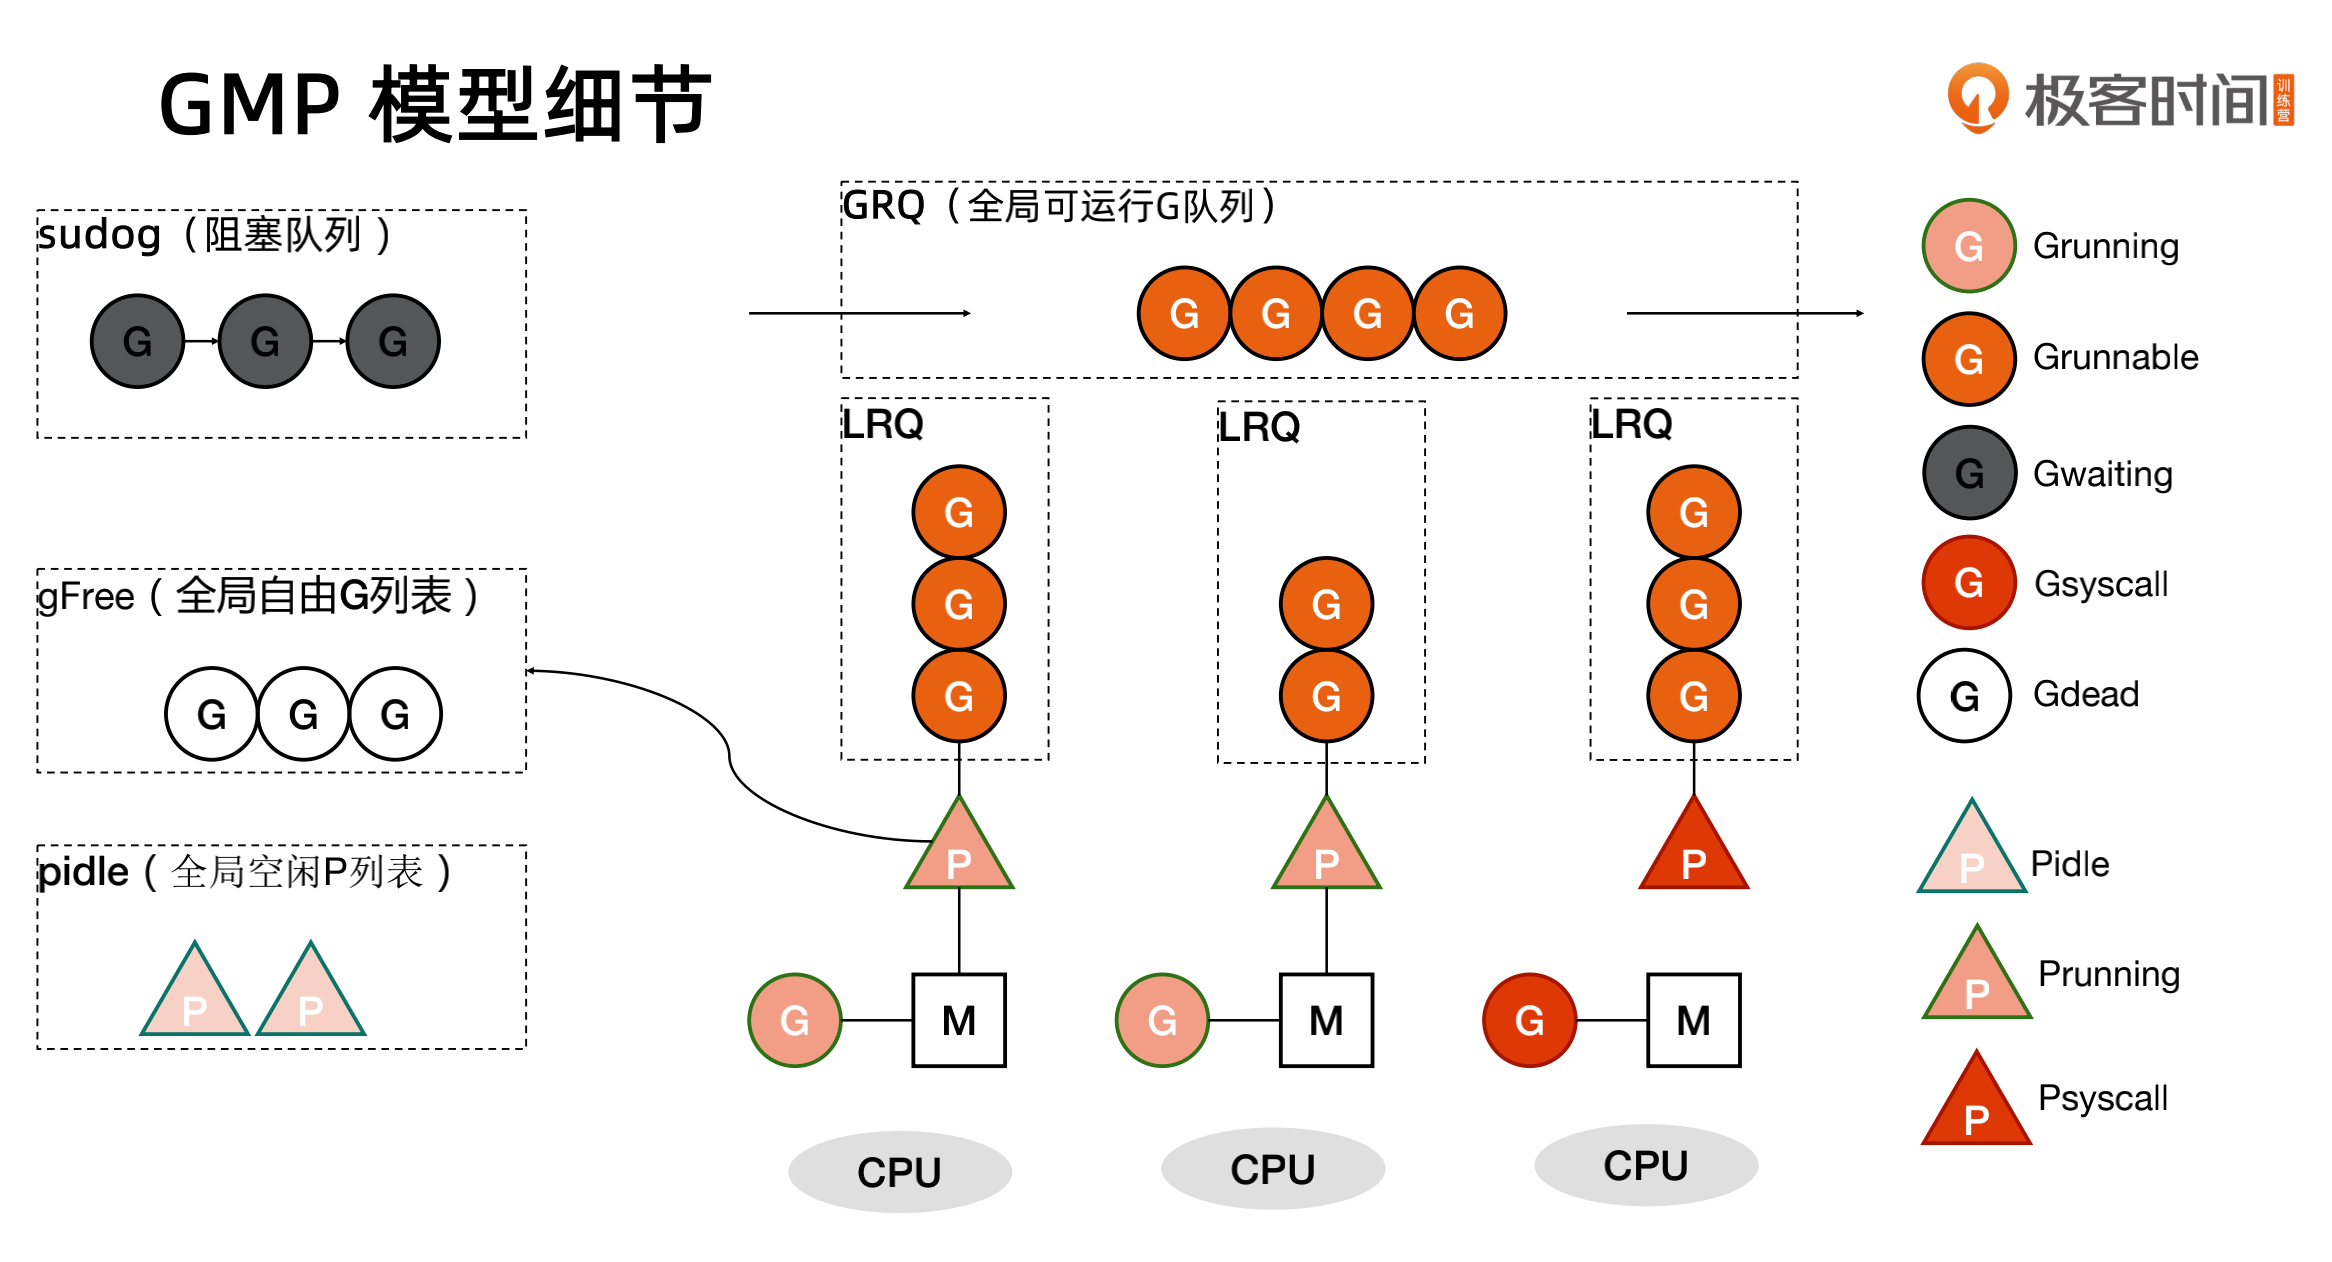 GMP 模型细节
极客时间
训练营
sudog（阻塞队列）
G G G
gFree（全局自由G列表）
G G G
pidle（全局空闲P列表）
P P
GRQ（全局可运行G队列）
G G G G
LRQ
G
G
G
P
G M
CPU
LRQ
G
G
P
G M
CPU
LRQ
G
G
G
P
G M
CPU
G Grunning
G Grunnable
G Gwaiting
G Gsyscall
G Gdead
P Pidle
P Prunning
P Psyscall